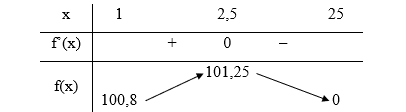 x 1 2,5 25
f’(x) + 0 –
101,25
f(x)
100,8 0